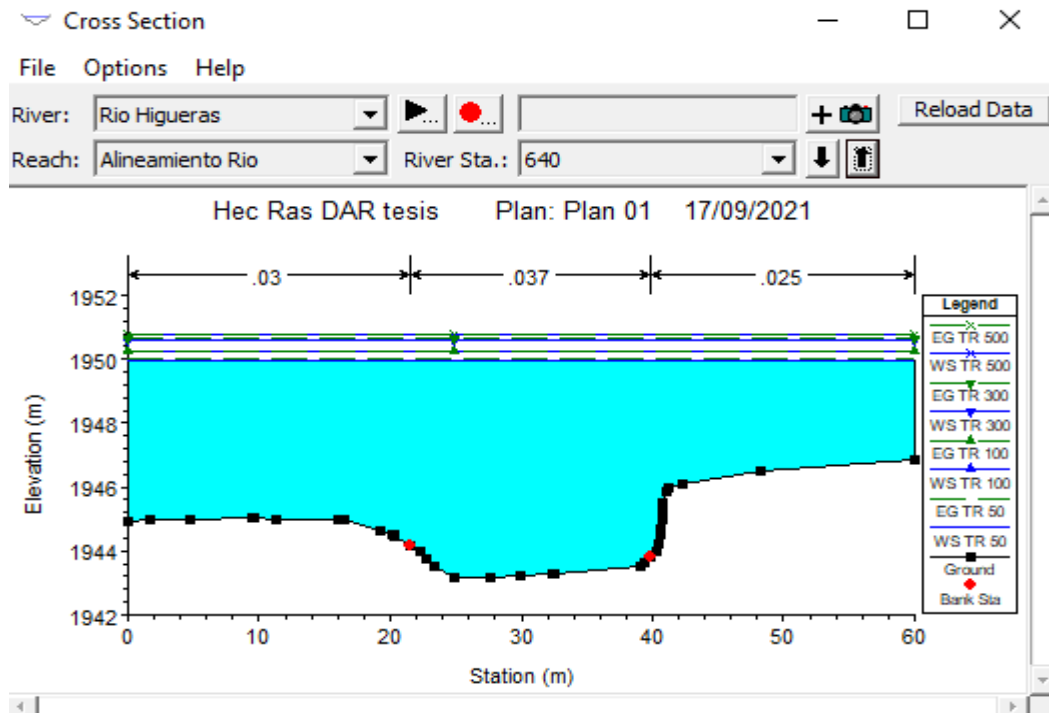 Cross Section
File Options Help
River: Rio Higueras ... ... Reload Data
Reach: Alineamiento Rio River Sta.: 640
Hec Ras DAR tesis Plan: Plan 01 17/09/2021
.03 .037 .025
1952
1950
1948
1946
1944
1942
Elevation (m)
0 10 20 30 40 50 60
Station (m)
Legend
EG TR 500
WS TR 500
EG TR 300
WS TR 300
EG TR 100
WS TR 100
EG TR 50
WS TR 50
Ground
Bank Sta